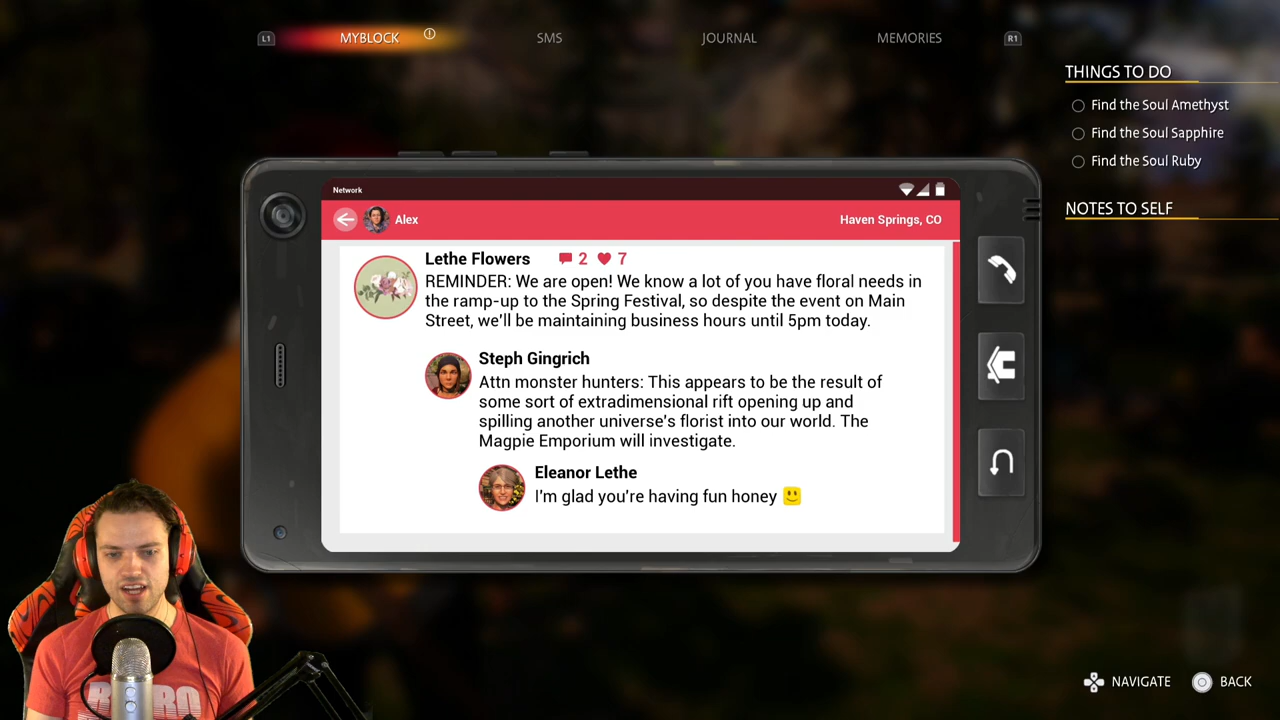 L1
MYBLOCK
SMS
JOURNAL
MEMORIES
R1
THINGS TO DO
Find the Soul Amethyst
Find the Soul Sapphire
Find the Soul Ruby
NOTES TO SELF
Network
Alex
Haven Springs, CO
Lethe Flowers 2 7
REMINDER: We are open! We know a lot of you have floral needs in
the ramp-up to the Spring Festival, so despite the event on Main
Street, we'll be maintaining business hours until 5pm today.
Steph Gingrich
Attn monster hunters: This appears to be the result of
some sort of extradimensional rift opening up and
spilling another universe's florist into our world. The
Magpie Emporium will investigate.
Eleanor Lethe
I'm glad you're having fun honey
NAVIGATE
BACK